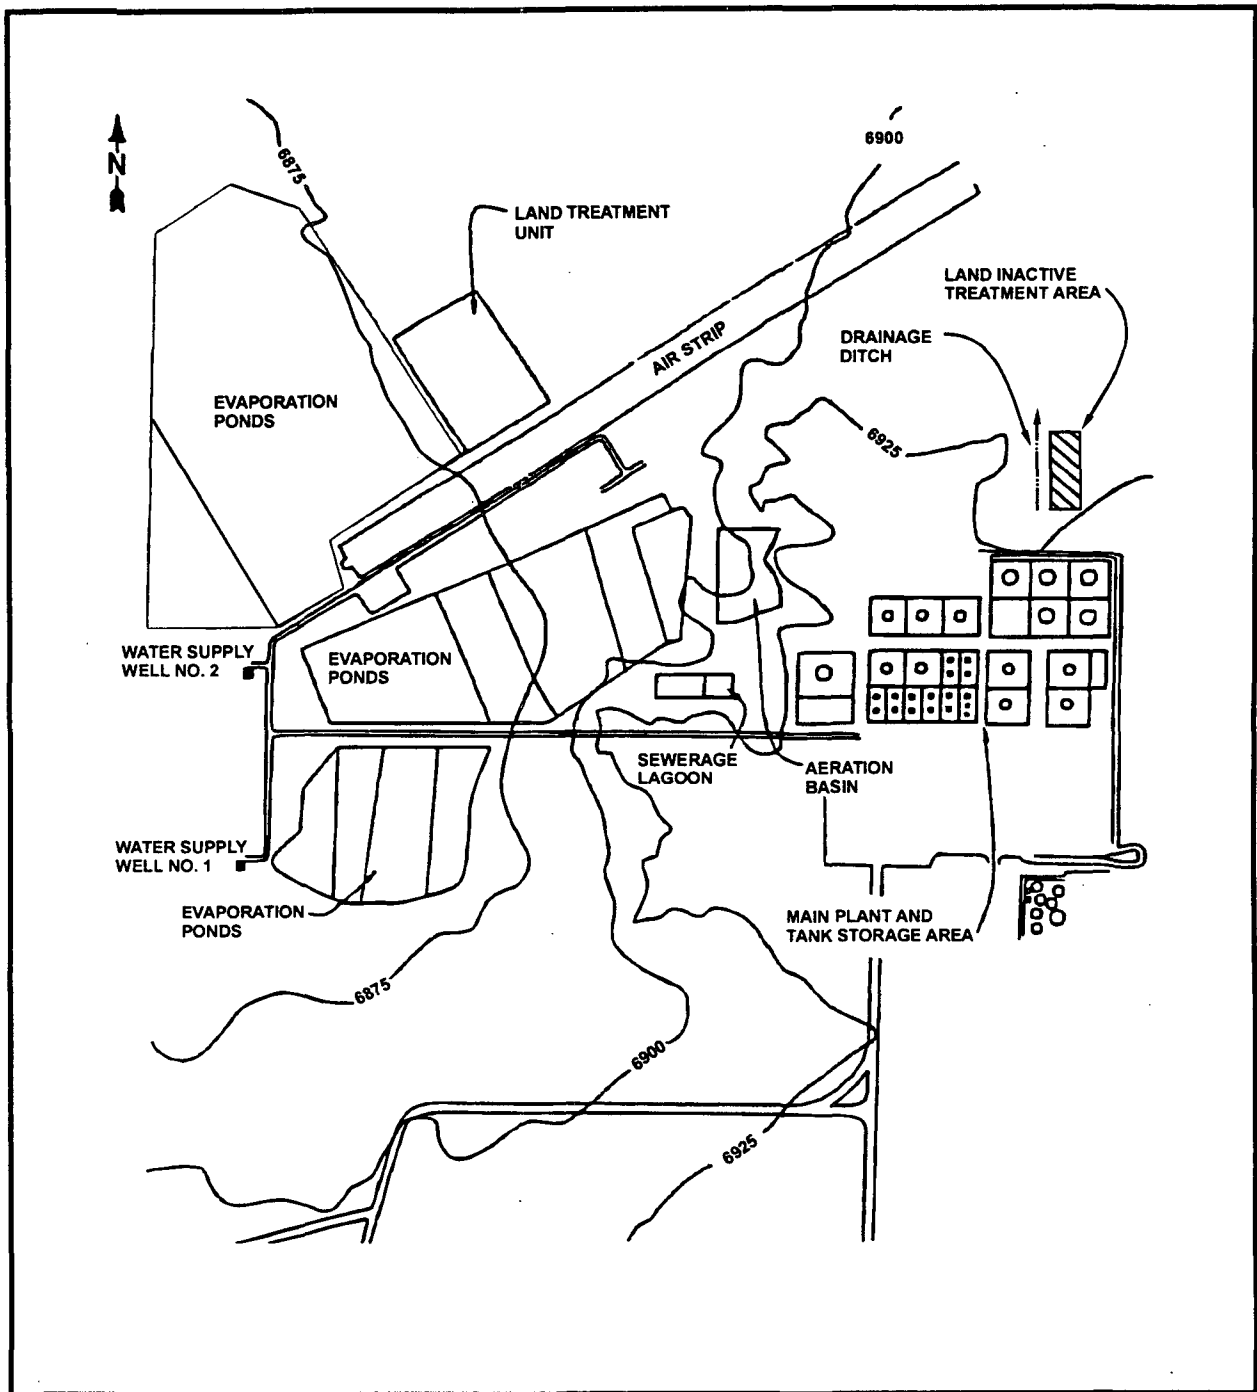 6900
N
6875
LAND TREATMENT
UNIT
LAND INACTIVE
TREATMENT AREA
AIR STRIP
DRAINAGE
DITCH
EVAPORATION
PONDS
6925
WATER SUPPLY
WELL NO. 2
EVAPORATION
PONDS
SEWERAGE
LAGOON
AERATION
BASIN
WATER SUPPLY
WELL NO. 1
EVAPORATION
PONDS
MAIN PLANT AND
TANK STORAGE AREA
6875
6900
6925